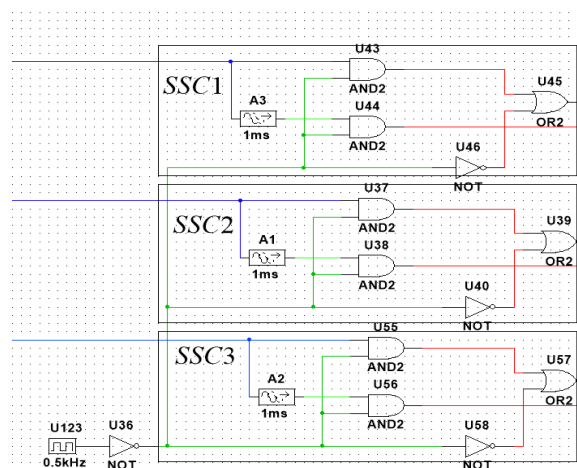 U43
SSC1
U45
AND2
A3
U44
OR2
1ms
AND2
U46
NOT
U37
SSC2
U39
AND2
A1
U38
OR2
1ms
AND2
U40
NOT
U55
SSC3
U57
AND2
A2
U56
OR2
1ms
AND2
U123
U36
U58
0.5kHz
NOT
NOT